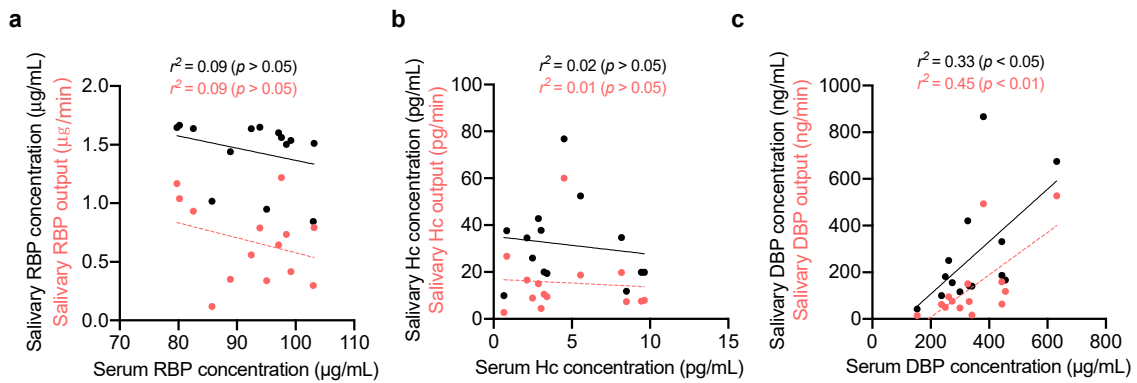 a
r² = 0.09 (p > 0.05)
r² = 0.09 (p > 0.05)
Salivary RBP concentration (µg/mL)
Salivary RBP output (µg/min)
2.0
1.5
1.0
0.5
0.0
70
80
90
100
110
Serum RBP concentration (µg/mL)
b
r² = 0.02 (p > 0.05)
r² = 0.01 (p > 0.05)
Salivary Hc concentration (pg/mL)
Salivary Hc output (pg/min)
100
80
60
40
20
0
0
5
10
15
Serum Hc concentration (pg/mL)
c
r² = 0.33 (p < 0.05)
r² = 0.45 (p < 0.01)
Salivary DBP concentration (ng/mL)
Salivary DBP output (ng/min)
1000
800
600
400
200
0
0
200
400
600
800
Serum DBP concentration (µg/mL)